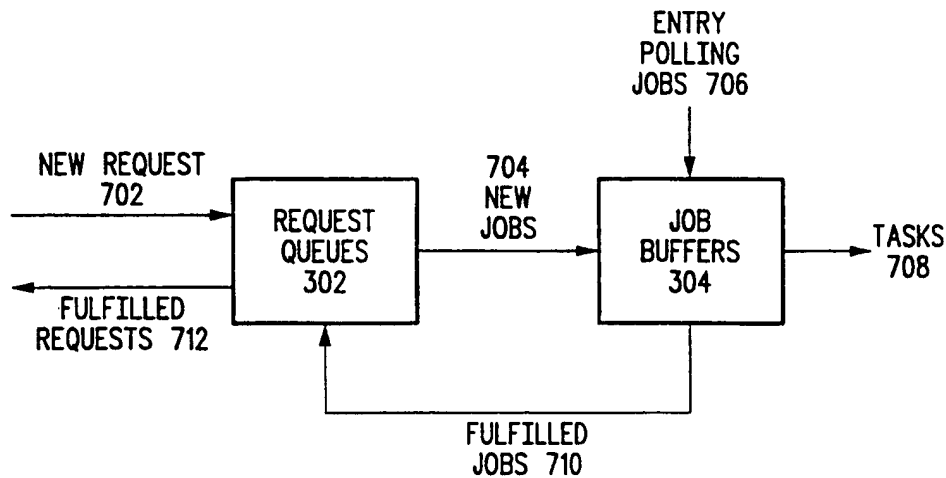 ENTRY
POLLING
JOBS 706
NEW REQUEST
702
704
NEW
JOBS
REQUEST
QUEUES
302
JOB
BUFFERS
304
TASKS
708
FULFILLED
REQUESTS 712
FULFILLED
JOBS 710